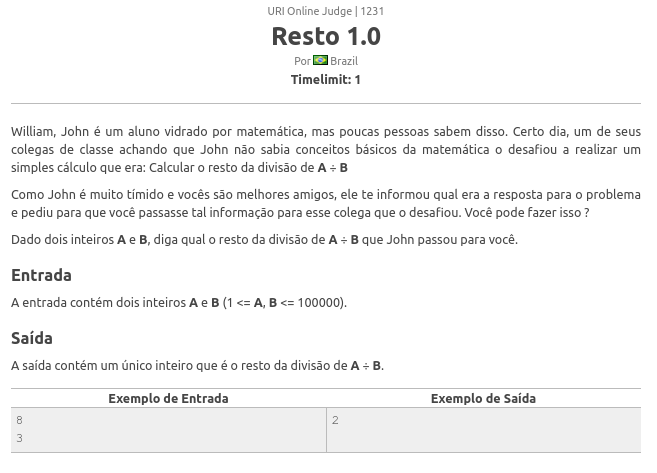 URI Online Judge | 1231
Resto 1.0
Por Brazil
Timelimit: 1
William, John é um aluno vidrado por matemática, mas poucas pessoas sabem disso. Certo dia, um de seus
colegas de classe achando que John não sabia conceitos básicos da matemática o desafiou a realizar um
simples cálculo que era: Calcular o resto da divisão de A ÷ B
Como John é muito tímido e vocês são melhores amigos, ele te informou qual era a resposta para o problema
e pediu para que você passasse tal informação para esse colega que o desafiou. Você pode fazer isso ?
Dado dois inteiros A e B, diga qual o resto da divisão de A ÷ B que John passou para você.
Entrada
A entrada contém dois inteiros A e B (1 <= A, B <= 100000).
Saída
A saída contém um único inteiro que é o resto da divisão de A ÷ B.
Exemplo de Entrada Exemplo de Saída
8 2
3